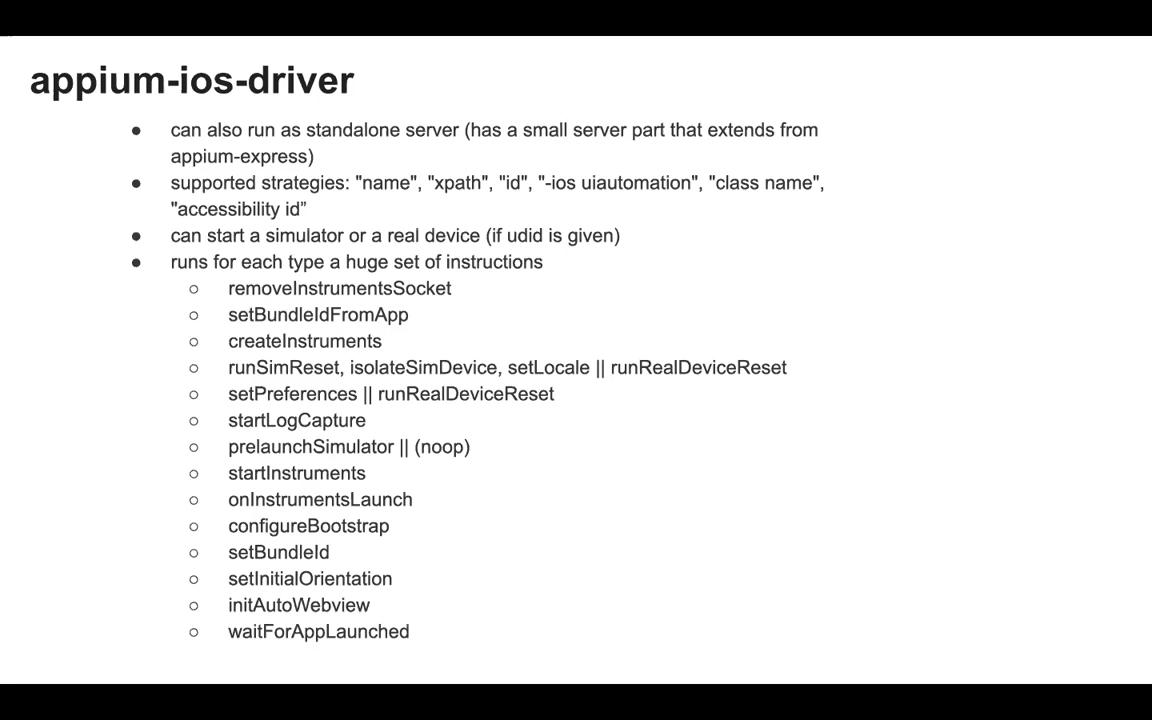 appium-ios-driver
● can also run as standalone server (has a small server part that extends from
appium-express)
● supported strategies: "name", "xpath", "id", "-ios uiautomation", "class name",
"accessibility id”
● can start a simulator or a real device (if udid is given)
● runs for each type a huge set of instructions
○ removeInstrumentsSocket
○ setBundleIdFromApp
○ createInstruments
○ runSimReset, isolateSimDevice, setLocale || runRealDeviceReset
○ setPreferences || runRealDeviceReset
○ startLogCapture
○ prelaunchSimulator || (noop)
○ startInstruments
○ onInstrumentsLaunch
○ configureBootstrap
○ setBundleId
○ setInitialOrientation
○ initAutoWebview
○ waitForAppLaunched